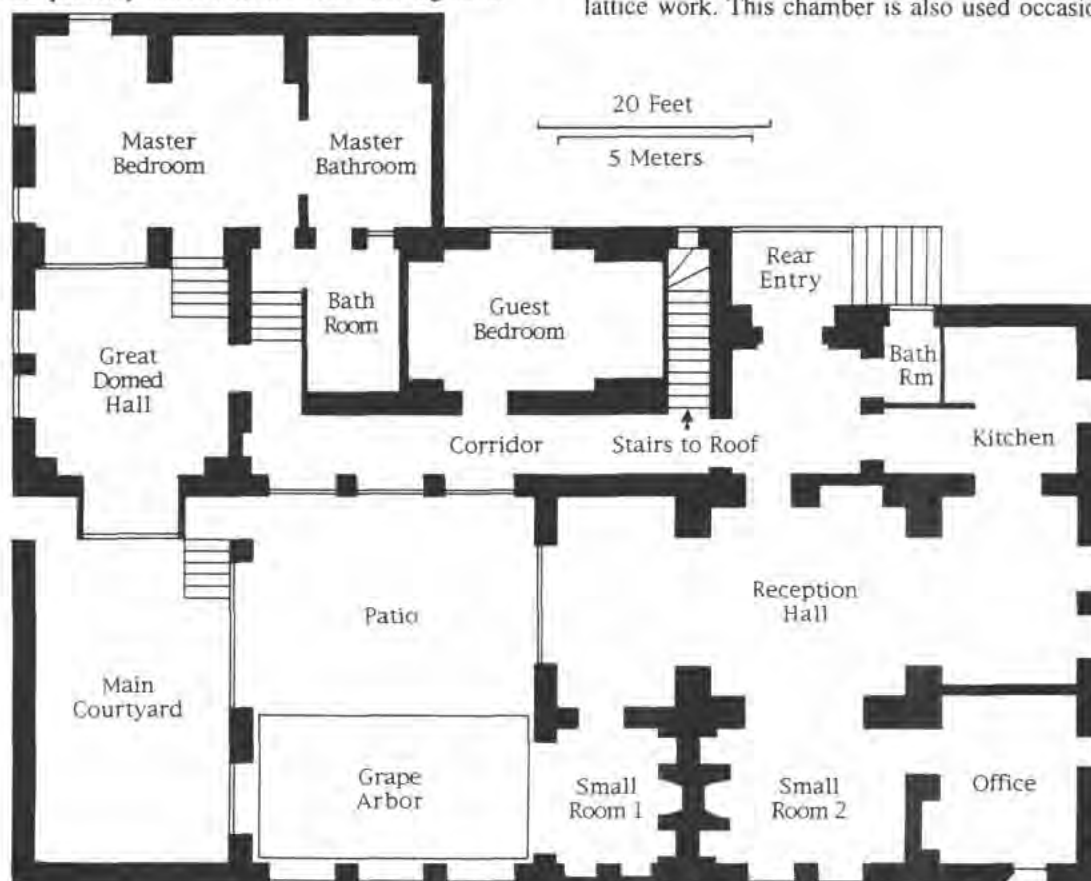 lattice work. This chamber is also used occasio
20 Feet
5 Meters
Master
Bedroom
Master
Bathroom
Rear
Entry
Bath
Room
Guest
Bedroom
Great
Domed
Hall
Bath
Rm
Corridor
Stairs to Roof
Kitchen
Patio
Reception
Hall
Main
Courtyard
Grape
Arbor
Small
Room 1
Small
Room 2
Office